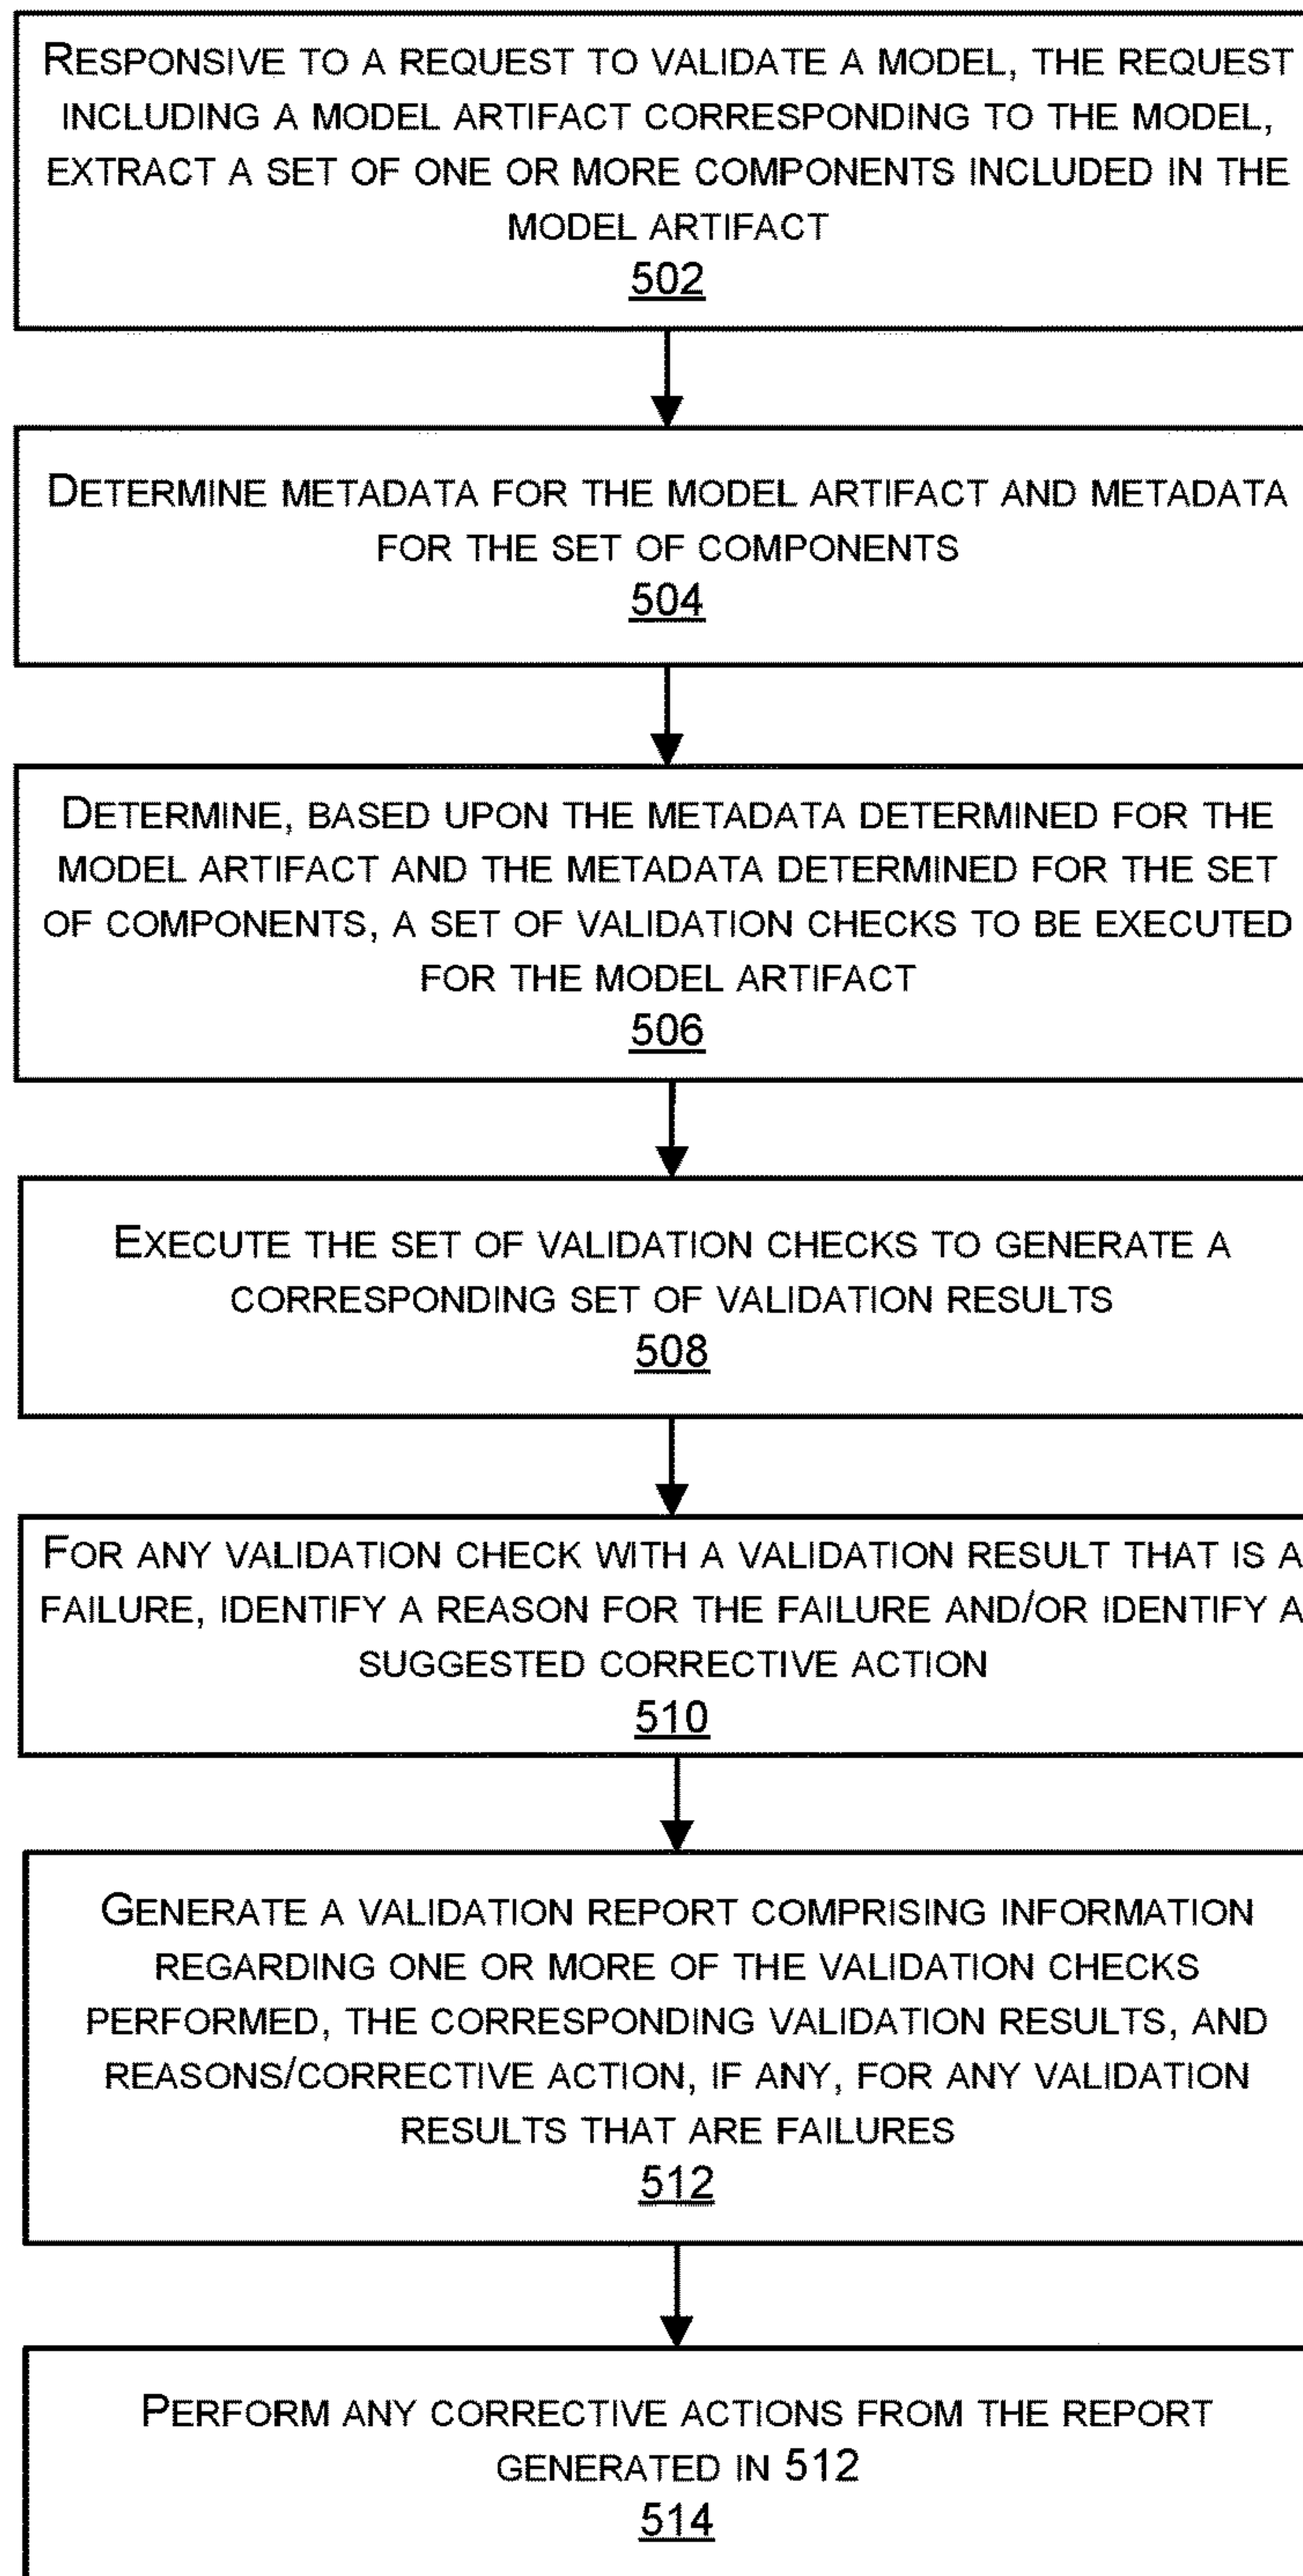 RESPONSIVE TO A REQUEST TO VALIDATE A MODEL, THE REQUEST
INCLUDING A MODEL ARTIFACT CORRESPONDING TO THE MODEL,
EXTRACT A SET OF ONE OR MORE COMPONENTS INCLUDED IN THE
MODEL ARTIFACT
502
DETERMINE METADATA FOR THE MODEL ARTIFACT AND METADATA
FOR THE SET OF COMPONENTS
504
DETERMINE, BASED UPON THE METADATA DETERMINED FOR THE
MODEL ARTIFACT AND THE METADATA DETERMINED FOR THE SET
OF COMPONENTS, A SET OF VALIDATION CHECKS TO BE EXECUTED
FOR THE MODEL ARTIFACT
506
EXECUTE THE SET OF VALIDATION CHECKS TO GENERATE A
CORRESPONDING SET OF VALIDATION RESULTS
508
FOR ANY VALIDATION CHECK WITH A VALIDATION RESULT THAT IS A
FAILURE, IDENTIFY A REASON FOR THE FAILURE AND/OR IDENTIFY A
SUGGESTED CORRECTIVE ACTION
510
GENERATE A VALIDATION REPORT COMPRISING INFORMATION
REGARDING ONE OR MORE OF THE VALIDATION CHECKS
PERFORMED, THE CORRESPONDING VALIDATION RESULTS, AND
REASONS/CORRECTIVE ACTION, IF ANY, FOR ANY VALIDATION
RESULTS THAT ARE FAILURES
512
PERFORM ANY CORRECTIVE ACTIONS FROM THE REPORT
GENERATED IN 512
514